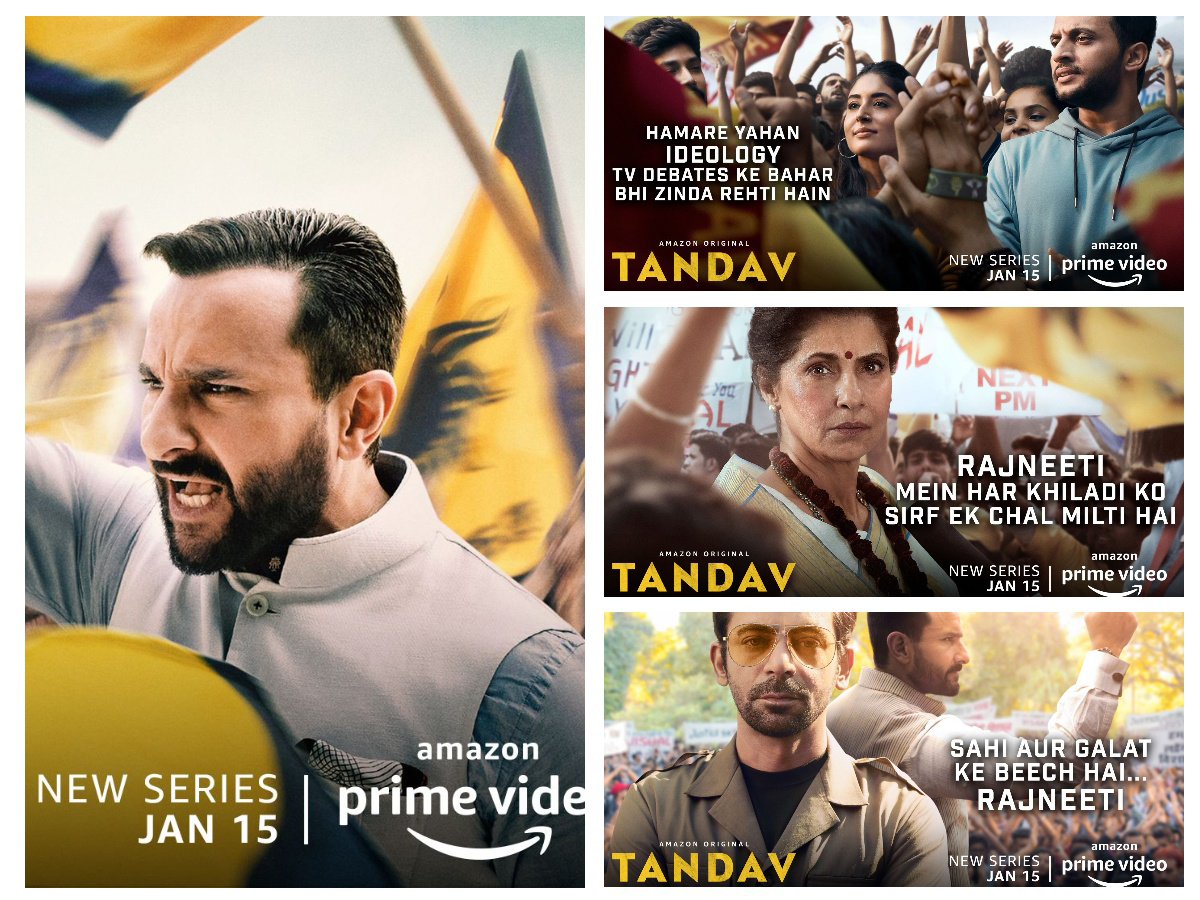 amazon
NEW SERIES
JAN 15
prime vide
HAMARE YAHAN
IDEOLOGY
TV DEBATES KE BAHAR
BHI ZINDA REHTI HAIN
AMAZON ORIGINAL
TANDAV
NEW SERIES
JAN 15
amazon
prime video
NEXT
PM
RAJNEETI
MEIN HAR KHILADI KO
SIRF EK CHAL MILTI HAI
AMAZON ORIGINAL
TANDAV
NEW SERIES
JAN 15
amazon
prime video
SAHI AUR GALAT
KE BEECH HAI...
RAJNEETI
AMAZON ORIGINAL
TANDAV
NEW SERIES
JAN 15
amazon
prime video